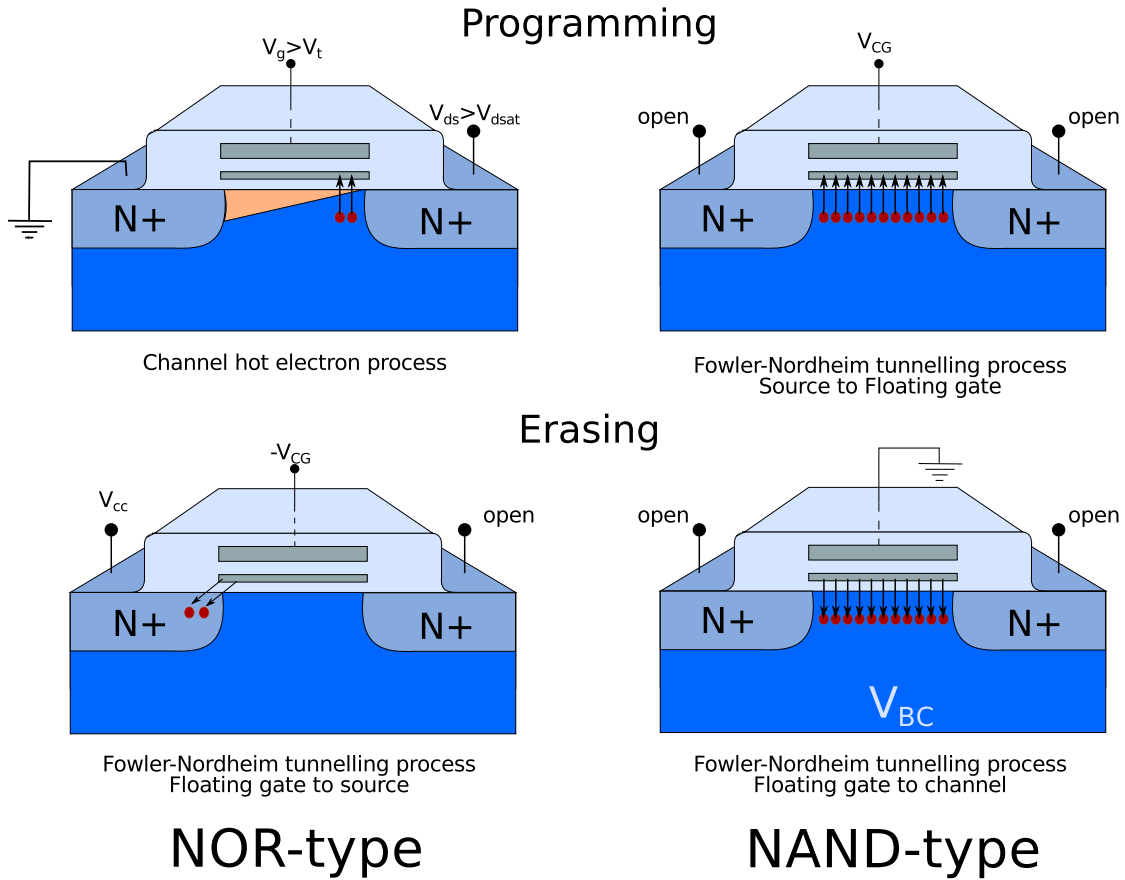 Programming
Vg>Vt
Vds>Vdsat
N+
N+
Channel hot electron process
VCG
open
open
N+
N+
Fowler-Nordheim tunnelling process
Source to Floating gate
Erasing
-VCG
Vcc
open
N+
N+
Fowler-Nordheim tunnelling process
Floating gate to source
open
open
N+
N+
VBC
Fowler-Nordheim tunnelling process
Floating gate to channel
NOR-type
NAND-type